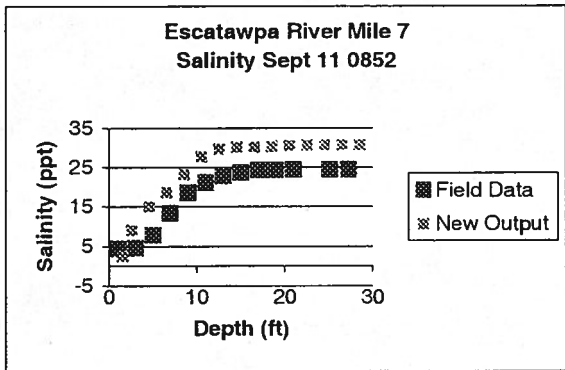 Escatawpa River Mile 7
Salinity Sept 11 0852
Salinity (ppt)
35
25
15
5
-5
0
10
20
30
Depth (ft)
Field Data
New Output